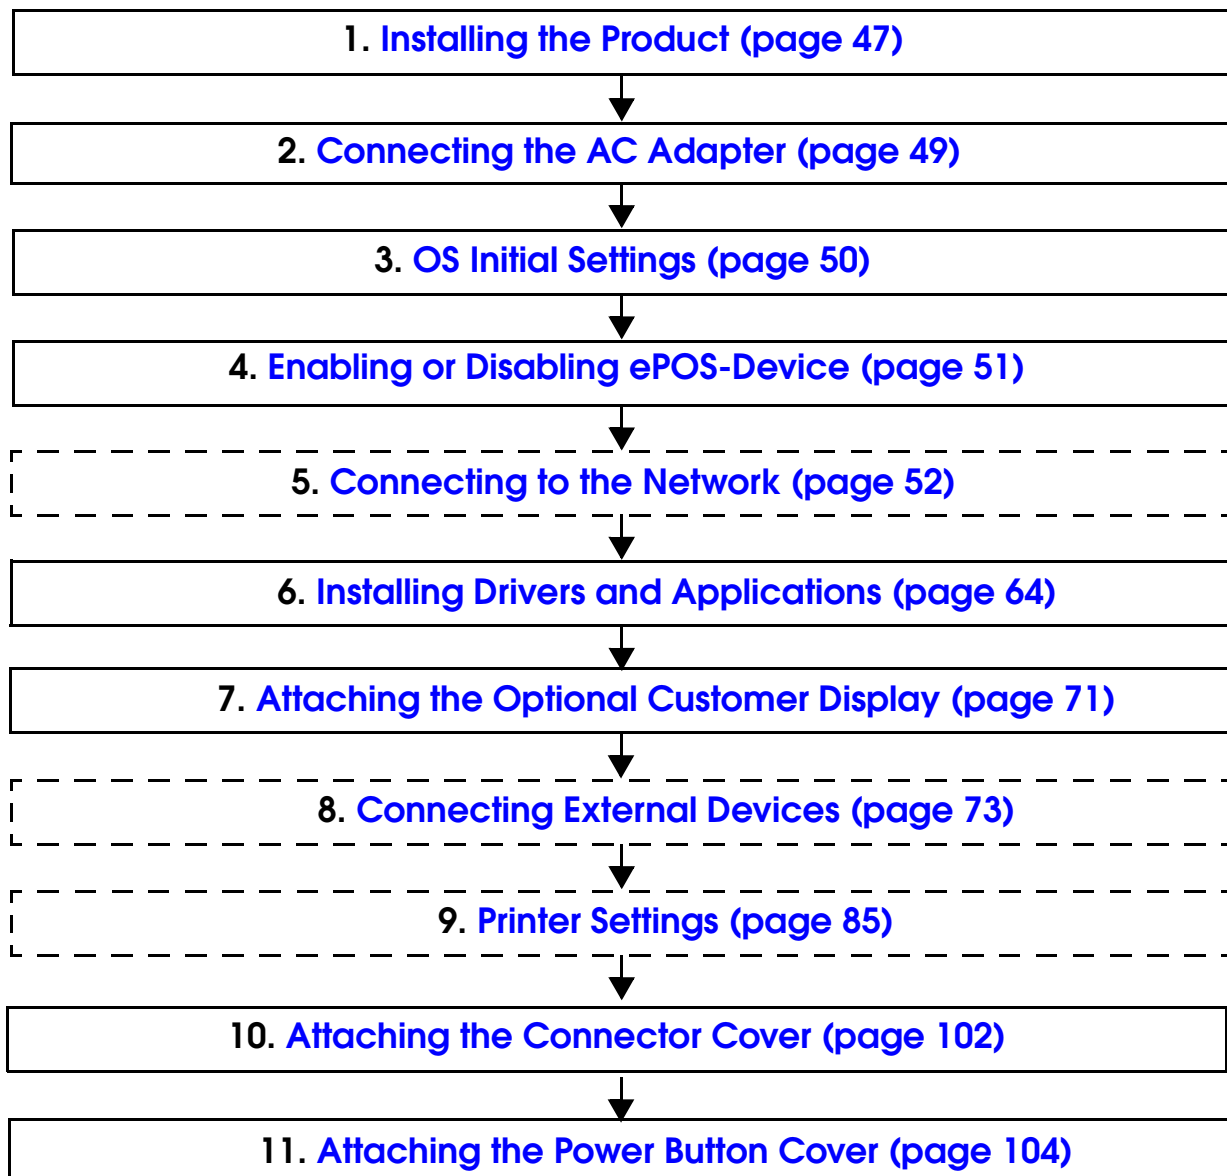 1. Installing the Product (page 47)
2. Connecting the AC Adapter (page 49)
3. OS Initial Settings (page 50)
4. Enabling or Disabling ePOS-Device (page 51)
5. Connecting to the Network (page 52)
6. Installing Drivers and Applications (page 64)
7. Attaching the Optional Customer Display (page 71)
8. Connecting External Devices (page 73)
9. Printer Settings (page 85)
10. Attaching the Connector Cover (page 102)
11. Attaching the Power Button Cover (page 104)